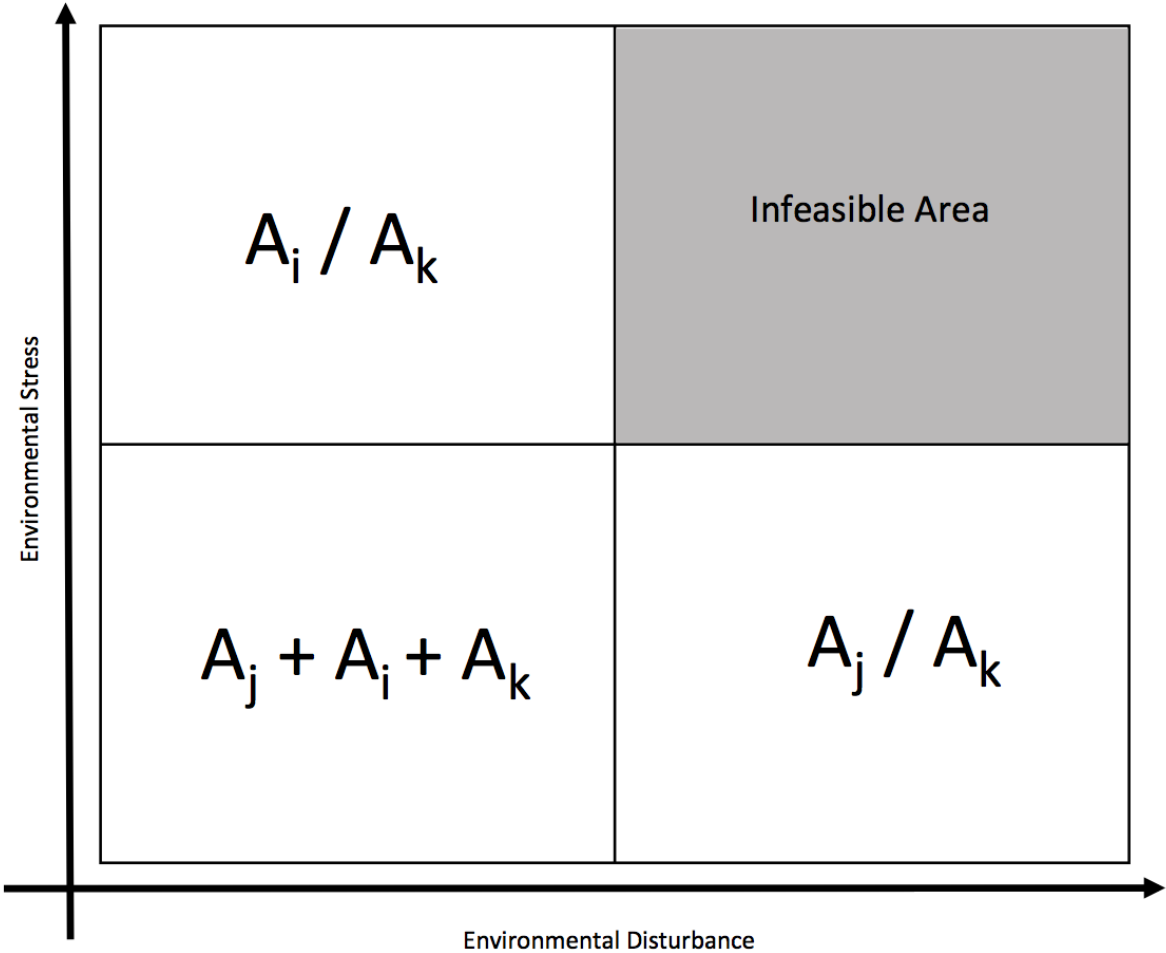 Environmental Stress
A_i / A_k
Infeasible Area
A_j + A_i + A_k
A_j / A_k
Environmental Disturbance